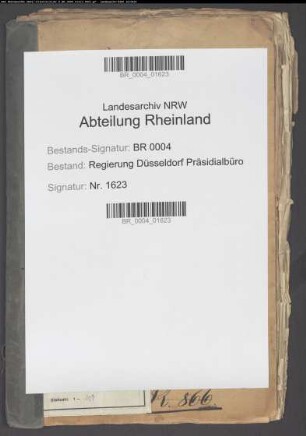 BR_0004_01623
Landesarchiv NRW
Abteilung Rheinland
Bestands-Signatur: BR 0004
Bestand: Regierung Düsseldorf Präsidialbüro
Signatur: Nr. 1623
BR_0004_01623